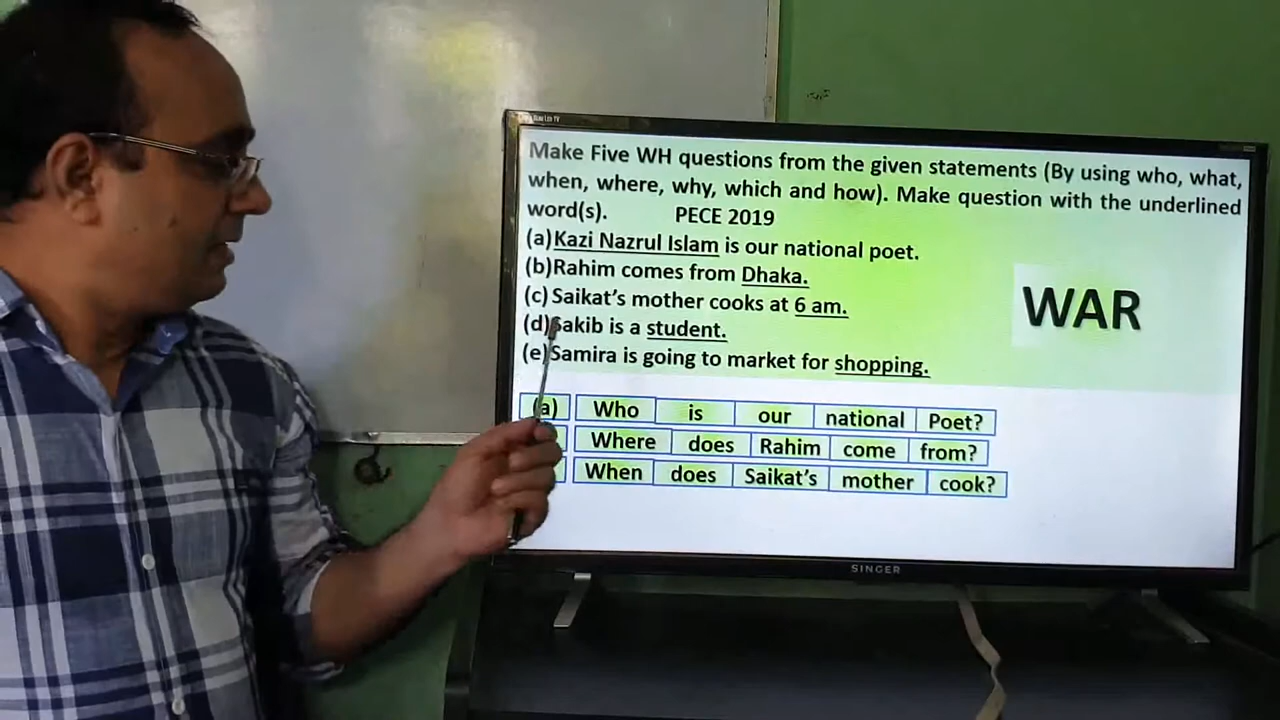 Make Five WH questions from the given statements (By using who, what,
when, where, why, which and how). Make question with the underlined
word(s). PECE 2019
(a) Kazi Nazrul Islam is our national poet.
(b) Rahim comes from Dhaka.
(c) Saikat's mother cooks at 6 am.
(d) Sakib is a student.
(e) Samira is going to market for shopping.
WAR
(a) Who is our national Poet?
Where does Rahim come from?
When does Saikat's mother cook?
SINGER